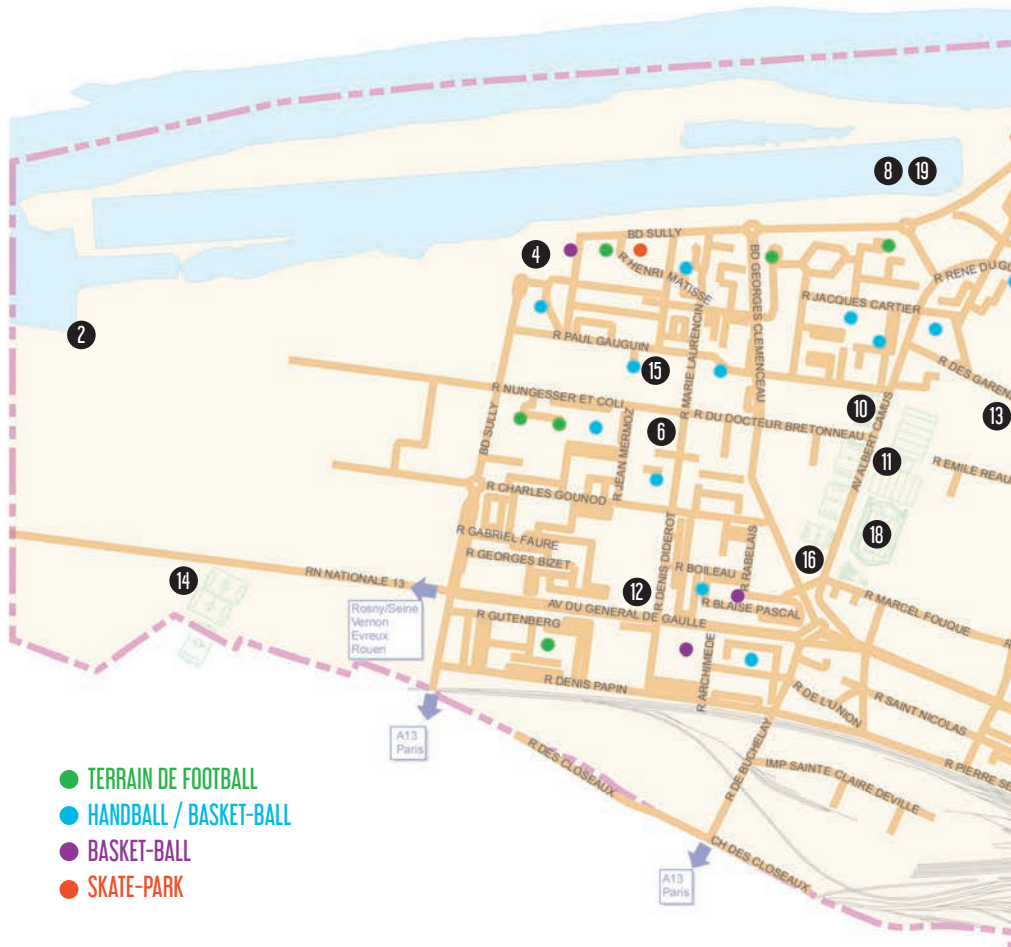 8 19
BD SULLY
4
R HENRI MATISSE
BD GEORGES CLEMENCEAU
R JACQUES CARTIER
R RENE DU GU
2
R PAUL GAUGUIN
R MARIE LAURENCIN
15
R DES GARENN
R NUNGESSER ET COLI
10
13
R DU DOCTEUR BRETONNEAU
6
AV ALBERT CAMUS
BD SULLY
R JEAN MERMOZ
11
R EMILE REAU
R CHARLES GOUNOD
18
R GABRIEL FAURE
R DENIS DIDEROT
R RABELAIS
R GEORGES BIZET
R BOILEAU
16
14
RN NATIONALE 13
12
R BLAISE PASCAL
R MARCEL FOUQUE
AV DU GENERAL DE GAULLE
Rosny/Seine
Vernon
Evreux
Rouen
R GUTENBERG
R ARCHIMEDE
R DENIS PAPIN
R DE L'UNION
R SAINT NICOLAS
A13
Paris
R DES CLOSEAUX
R DE BUCHELAY
IMP SAINTE CLAIRE DEVILLE
R PIERRE SE
CH DES CLOSEAUX
A13
Paris
TERRAIN DE FOOTBALL
HANDBALL / BASKET-BALL
BASKET-BALL
SKATE-PARK